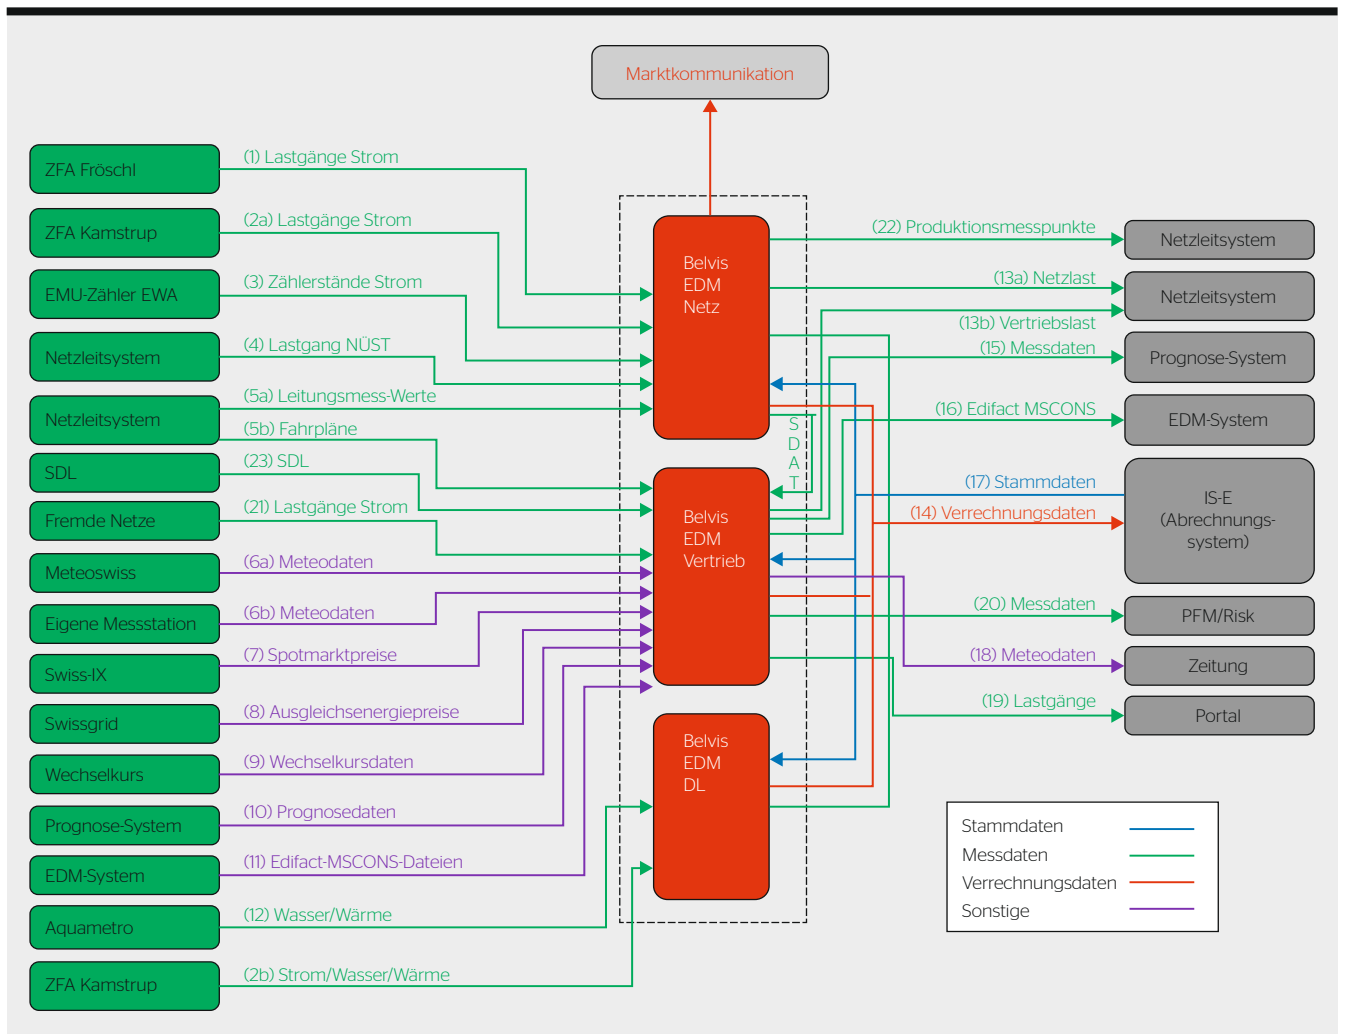 Marktkommunikation
ZFA Fröschl
(1) Lastgänge Strom
ZFA Kamstrup
(2a) Lastgänge Strom
EMU-Zähler EWA
(3) Zählerstände Strom
Netzleitsystem
(4) Lastgang NÜST
Netzleitsystem
(5a) Leitungsmess-Werte
(5b) Fahrpläne
SDL
(23) SDL
Fremde Netze
(21) Lastgänge Strom
Meteoswiss
(6a) Meteodaten
Eigene Messstation
(6b) Meteodaten
Swiss-IX
(7) Spotmarktpreise
Swissgrid
(8) Ausgleichsenergiepreise
Wechselkurs
(9) Wechselkursdaten
Prognose-System
(10) Prognosedaten
EDM-System
(11) Edifact-MSCONS-Dateien
Aquametro
(12) Wasser/Wärme
ZFA Kamstrup
(2b) Strom/Wasser/Wärme
Belvis
EDM
Netz
S
D
A
T
Belvis
EDM
Vertrieb
Belvis
EDM
DL
(22) Produktionsmesspunkte
Netzleitsystem
(13a) Netzlast
Netzleitsystem
(13b) Vertriebslast
(15) Messdaten
Prognose-System
(16) Edifact MSCONS
EDM-System
(17) Stammdaten
(14) Verrechnungsdaten
IS-E
(Abrechnungs-
system)
(20) Messdaten
PFM/Risk
(18) Meteodaten
Zeitung
(19) Lastgänge
Portal
Stammdaten
Messdaten
Verrechnungsdaten
Sonstige